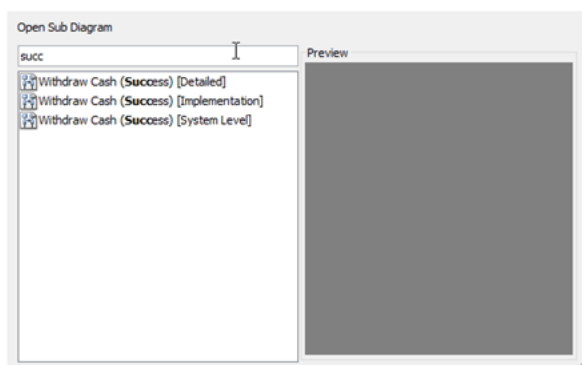 Open Sub Diagram
succ
Preview
Withdraw Cash (Success) [Detailed]
Withdraw Cash (Success) [Implementation]
Withdraw Cash (Success) [System Level]